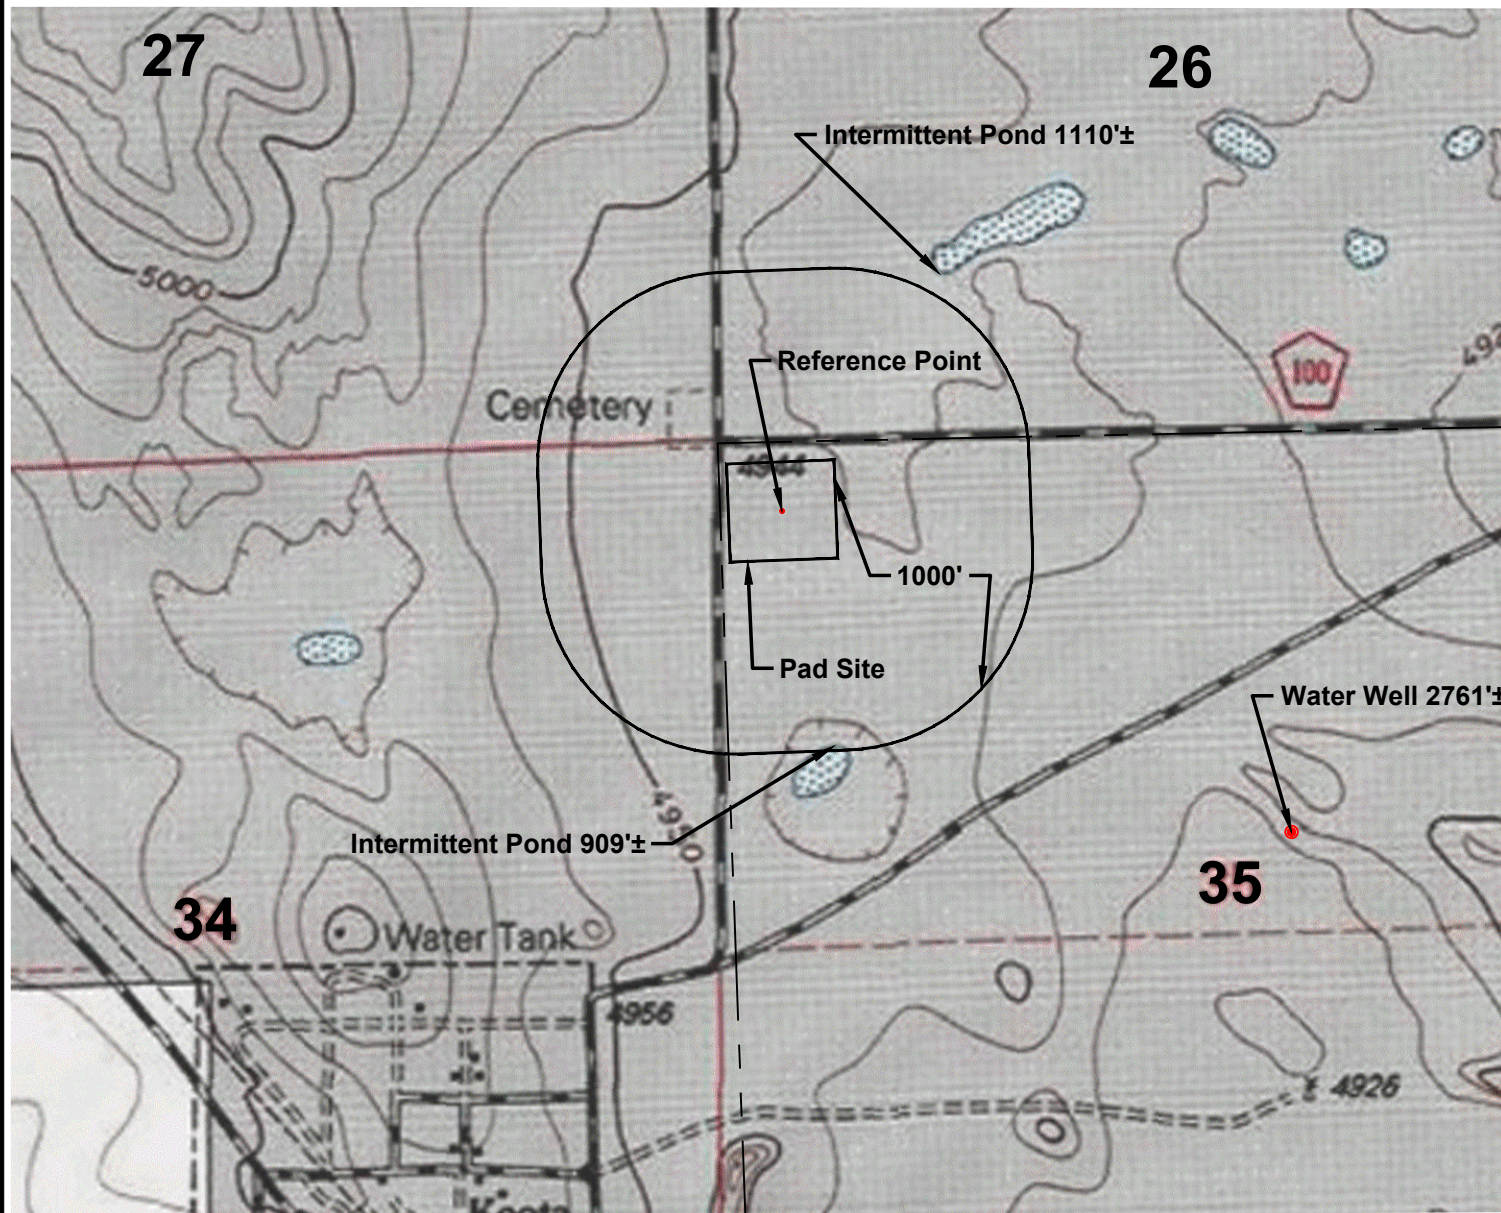 27
26
Intermittent Pond 1110'±
5000
Reference Point
100
Cemetery
4944
1000'
Pad Site
Water Well 2761'±
Intermittent Pond 909'±
35
34
Water Tank
4956
4926